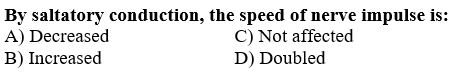 By saltatory conduction, the speed of nerve impulse is:
A) Decreased C) Not affected
B) Increased D) Doubled